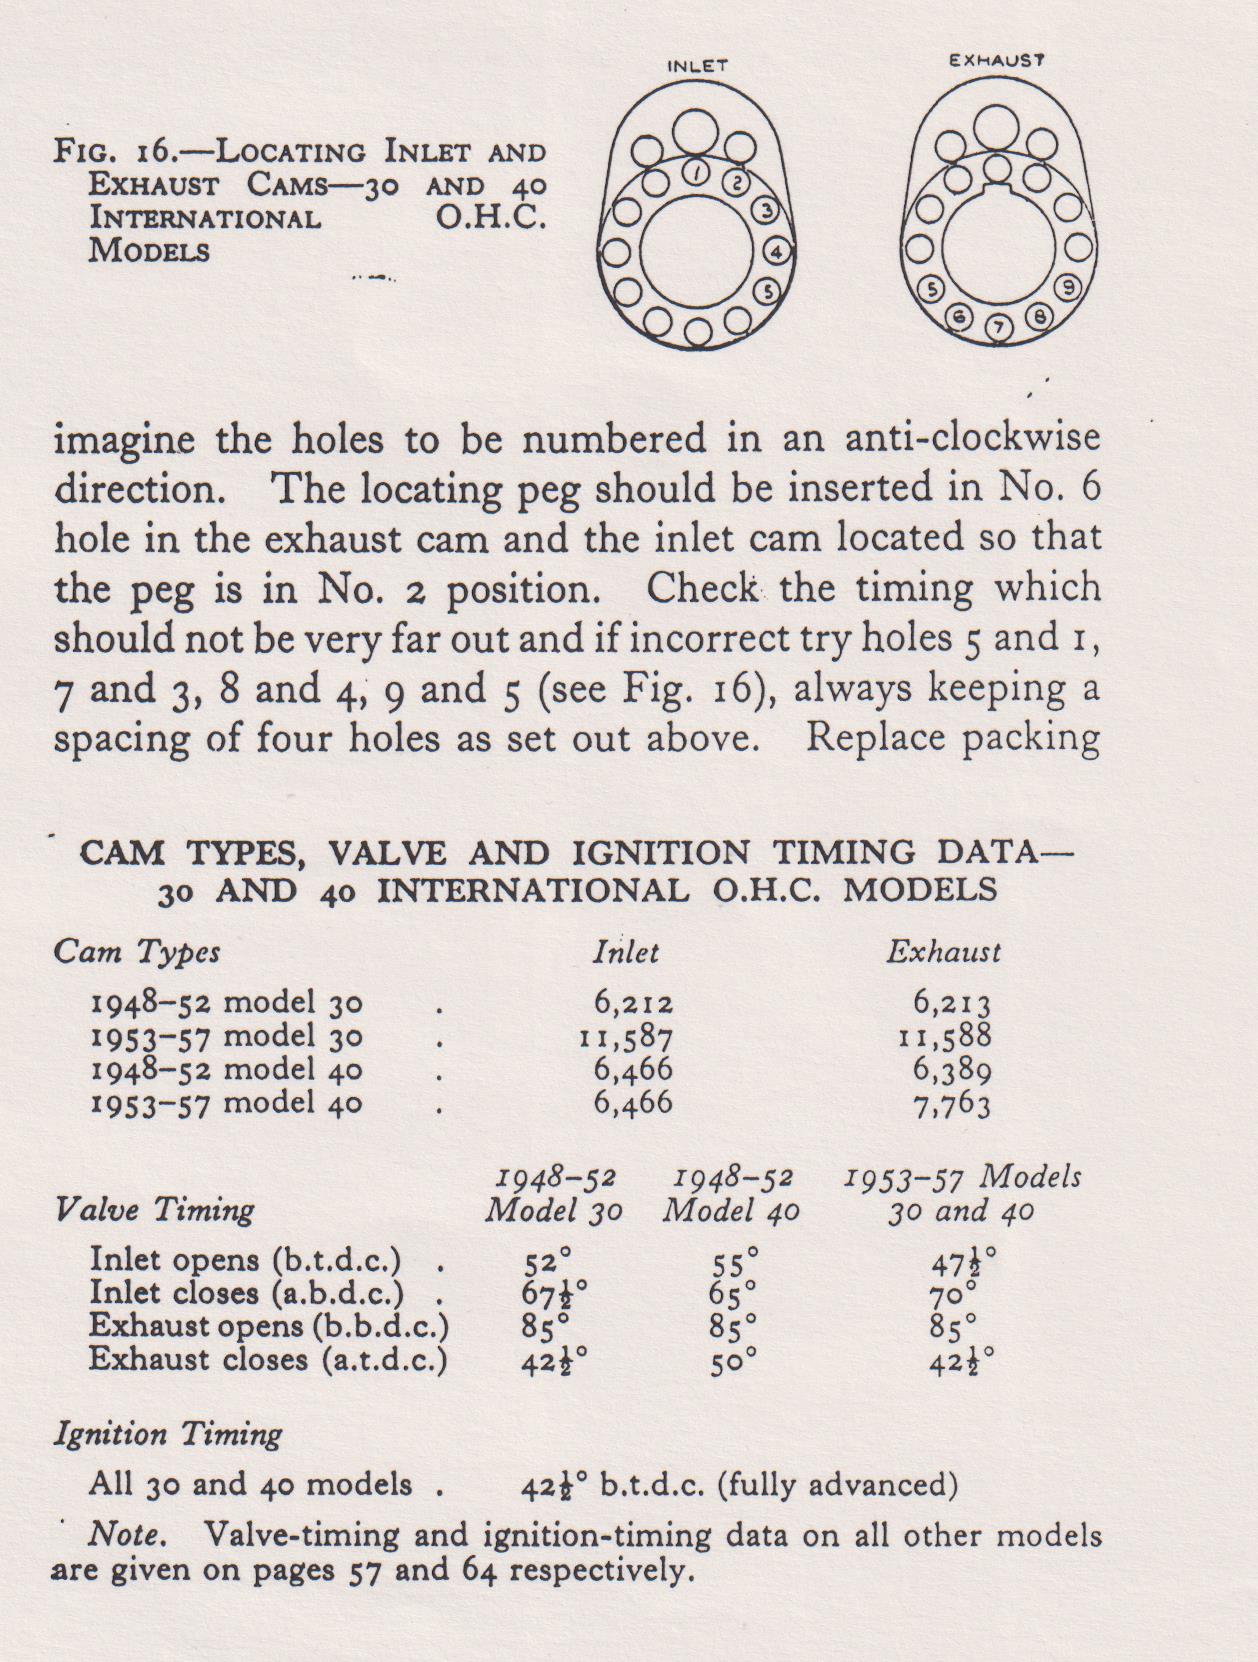 INLET
EXHAUST
FIG. 16.—LOCATING INLET AND
EXHAUST CAMS—30 AND 40
INTERNATIONAL O.H.C.
MODELS
1
2
3
4
5
5
6
7
8
9
imagine the holes to be numbered in an anti-clockwise
direction. The locating peg should be inserted in No. 6
hole in the exhaust cam and the inlet cam located so that
the peg is in No. 2 position. Check the timing which
should not be very far out and if incorrect try holes 5 and 1,
7 and 3, 8 and 4, 9 and 5 (see Fig. 16), always keeping a
spacing of four holes as set out above. Replace packing
CAM TYPES, VALVE AND IGNITION TIMING DATA—
30 AND 40 INTERNATIONAL O.H.C. MODELS
Cam Types Inlet Exhaust
1948–52 model 30 . 6,212 6,213
1953–57 model 30 . 11,587 11,588
1948–52 model 40 . 6,466 6,389
1953–57 model 40 . 6,466 7,763
1948–52 1948–52 1953–57 Models
Valve Timing Model 30 Model 40 30 and 40
Inlet opens (b.t.d.c.) . 52° 55° 47½°
Inlet closes (a.b.d.c.) . 67½° 65° 70°
Exhaust opens (b.b.d.c.) 85° 85° 85°
Exhaust closes (a.t.d.c.) 42½° 50° 42½°
Ignition Timing
All 30 and 40 models . 42½° b.t.d.c. (fully advanced)
Note. Valve-timing and ignition-timing data on all other models
are given on pages 57 and 64 respectively.